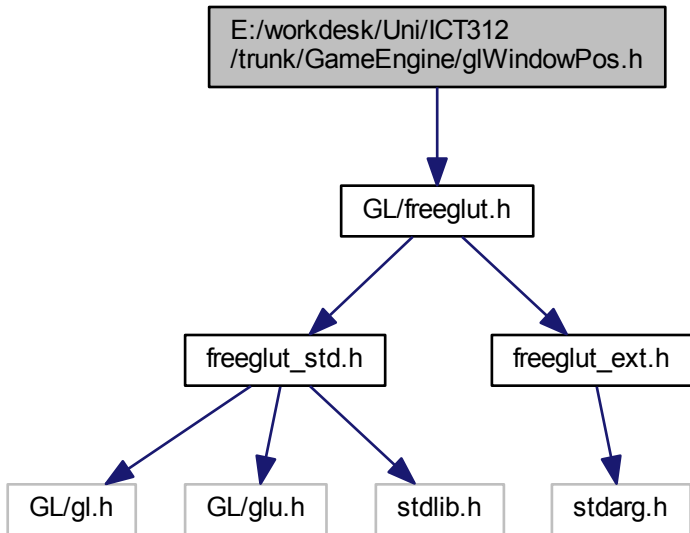 E:/workdesk/Uni/ICT312
/trunk/GameEngine/glWindowPos.h
GL/freeglut.h
freeglut_std.h
freeglut_ext.h
GL/gl.h
GL/glu.h
stdlib.h
stdarg.h